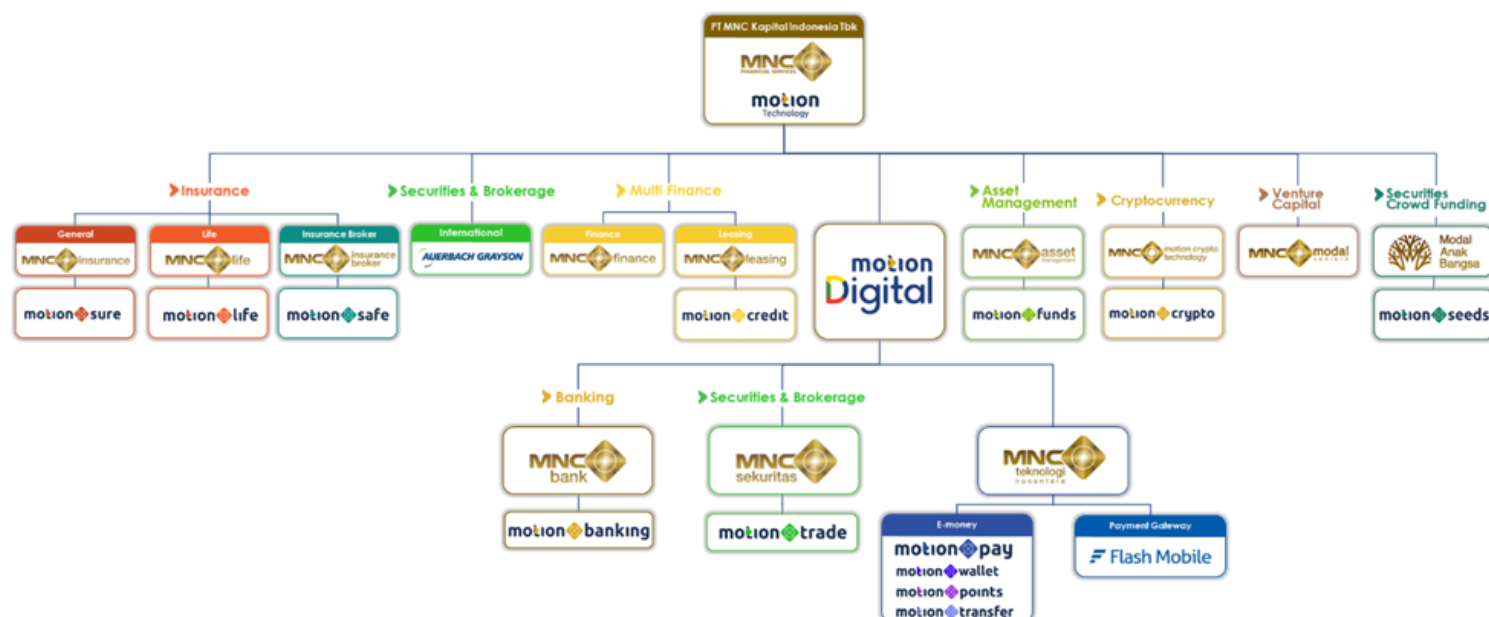 PT MNC Kapital Indonesia Tbk
MNC
FINANCIAL SERVICES
motion
Technology
Insurance
Securities & Brokerage
Multi Finance
Asset
Management
Cryptocurrency
Venture
Capital
Securities
Crowd Funding
General
MNC insurance
motion sure
Life
MNC life
motion life
Insurance Broker
MNC insurance
broker
motion safe
International
AUERBACH GRAYSON
Finance
MNC finance
Leasing
MNC leasing
motion credit
motion
Digital
MNC asset
management
motion funds
MNC motion crypto
technology
motion crypto
MNC modal
ventura
Modal
Anak
Bangsa
motion seeds
Banking
MNC
bank
motion banking
Securities & Brokerage
MNC
sekuritas
motion trade
MNC
teknologi
nusantara
E-money
motion pay
motion wallet
motion points
motion transfer
Payment Gateway
Flash Mobile